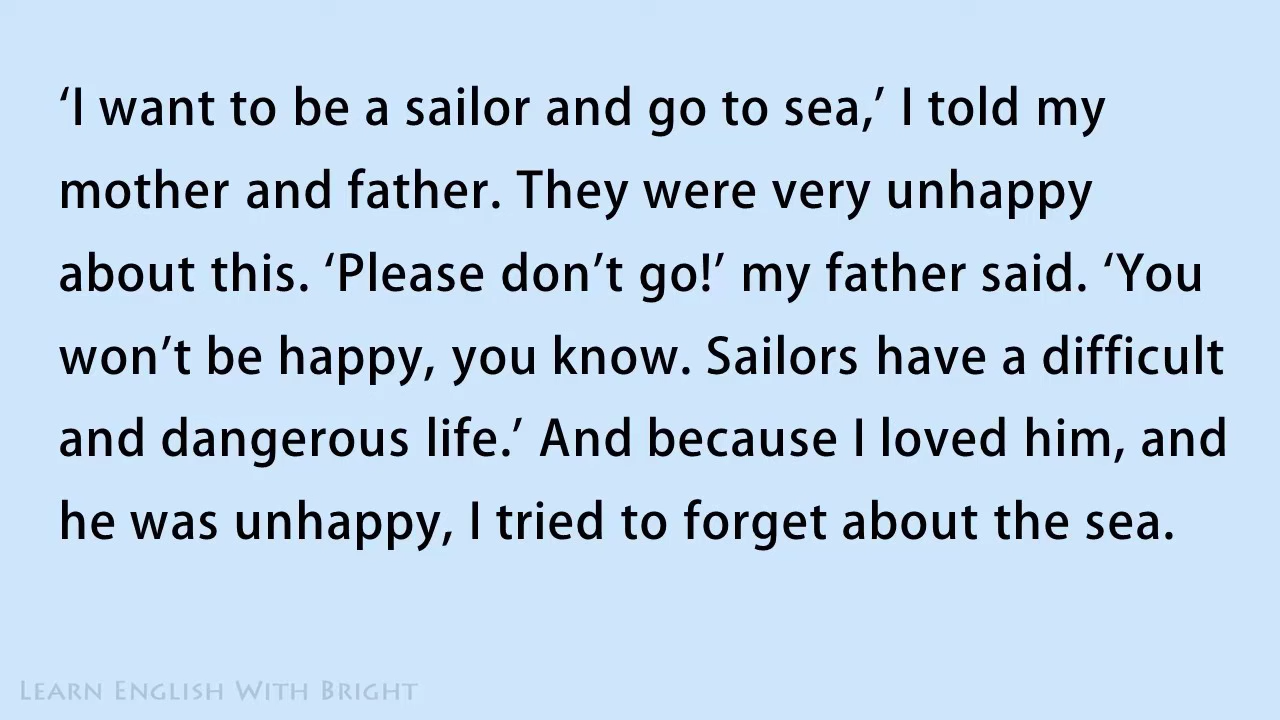 ‘I want to be a sailor and go to sea,’ I told my
mother and father. They were very unhappy
about this. ‘Please don’t go!’ my father said. ‘You
won’t be happy, you know. Sailors have a difficult
and dangerous life.’ And because I loved him, and
he was unhappy, I tried to forget about the sea.
Learn English With Bright